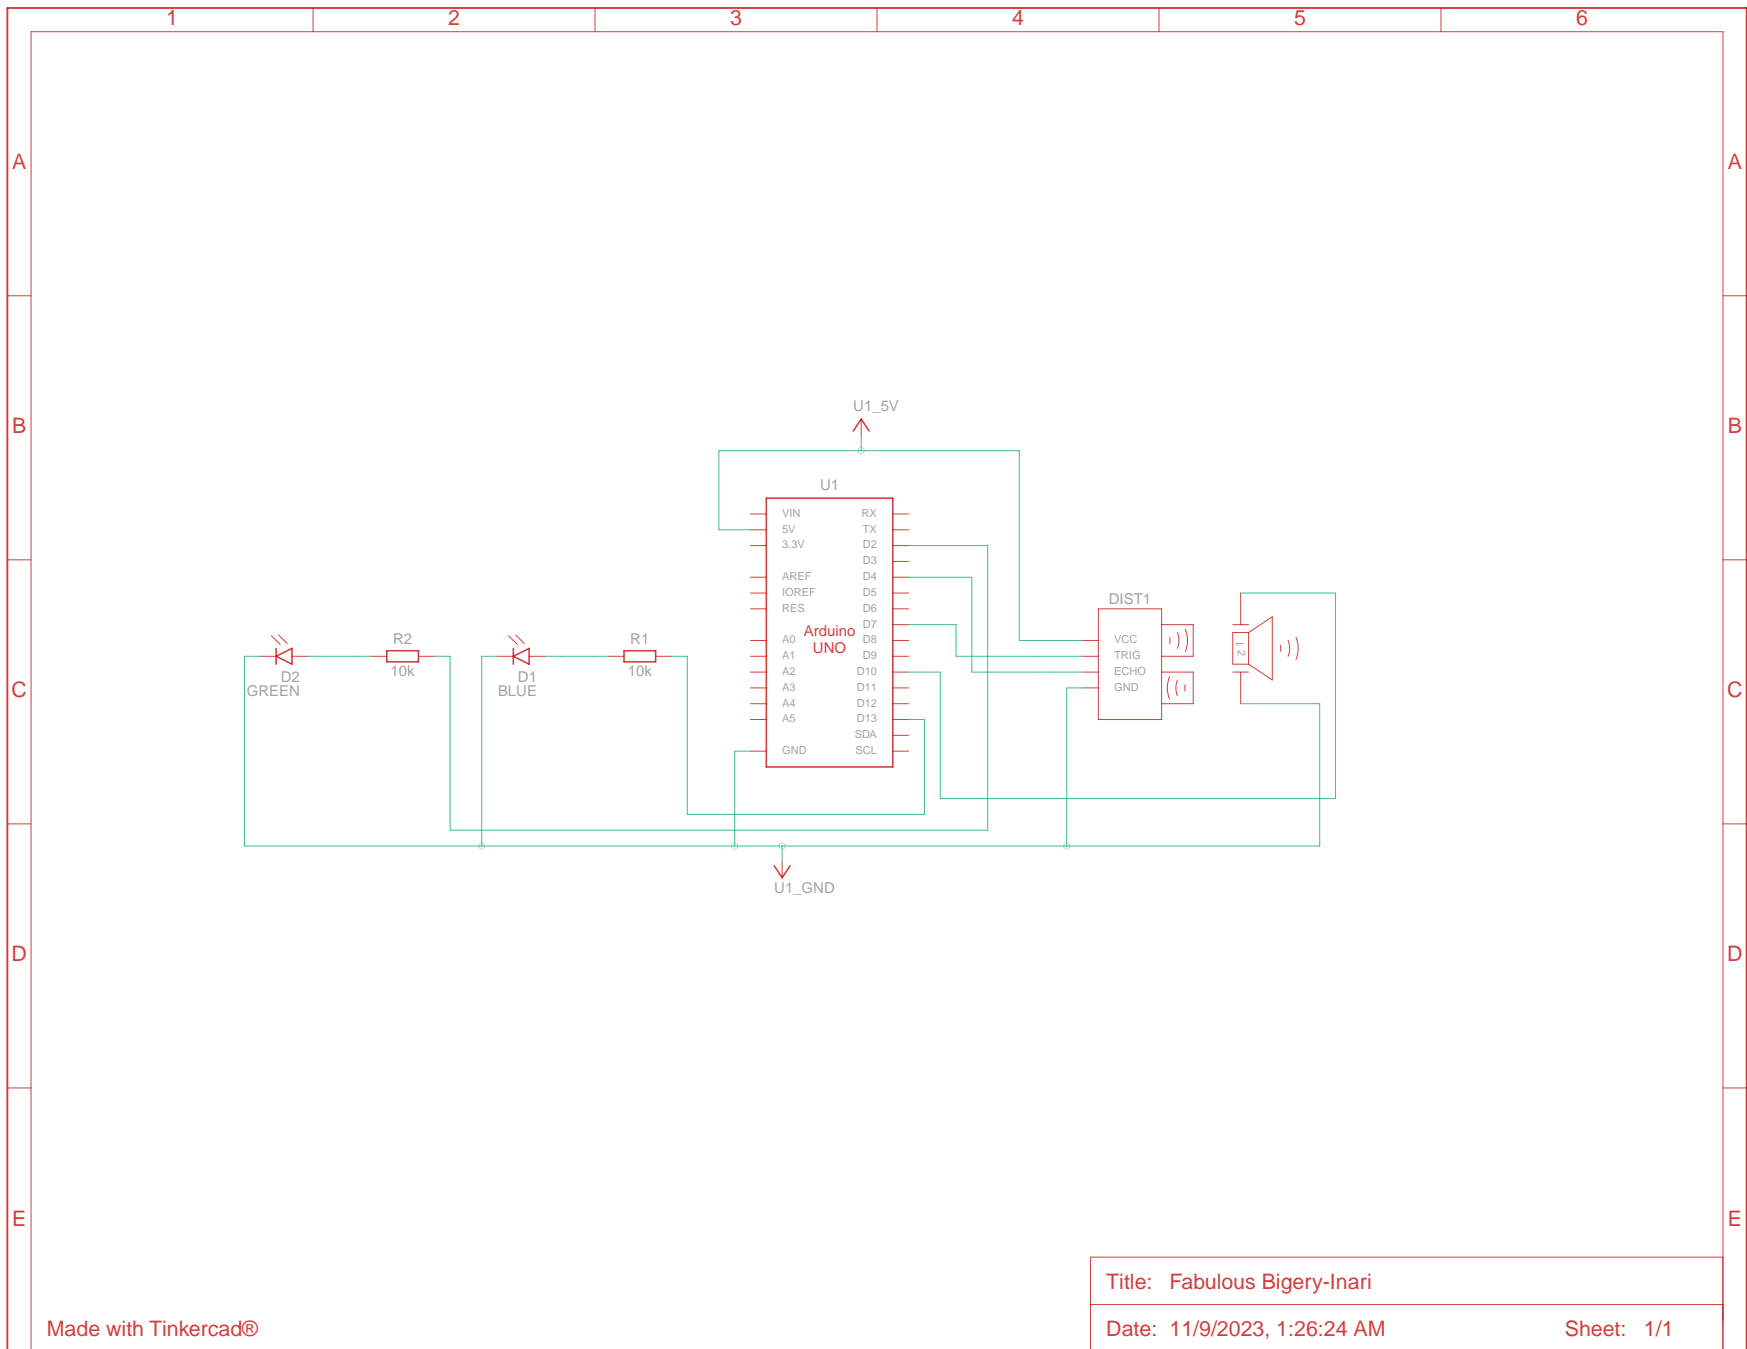 1 2 3 4 5 6
A A
B B
U1_5V
U1
VIN RX
5V TX
3.3V D2
D3
AREF D4
IOREF D5
RES D6
D7
A0 D8
A1 D9
A2 D10
A3 D11
A4 D12
A5 D13
SDA
GND SCL
Arduino
UNO
R2
10k
D2
GREEN
R1
10k
D1
BLUE
DIST1
VCC
TRIG
ECHO
GND
1 2
C C
U1_GND
D D
E E
Title: Fabulous Bigery-Inari
Made with Tinkercad®
Date: 11/9/2023, 1:26:24 AM Sheet: 1/1